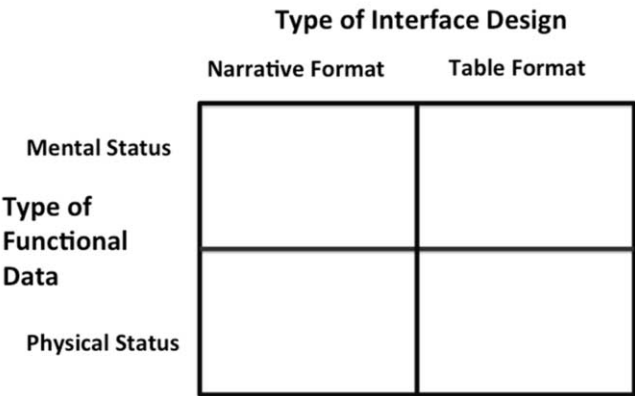 Type of Interface Design
Narrative Format
Table Format
Mental Status
Type of
Functional
Data
Physical Status